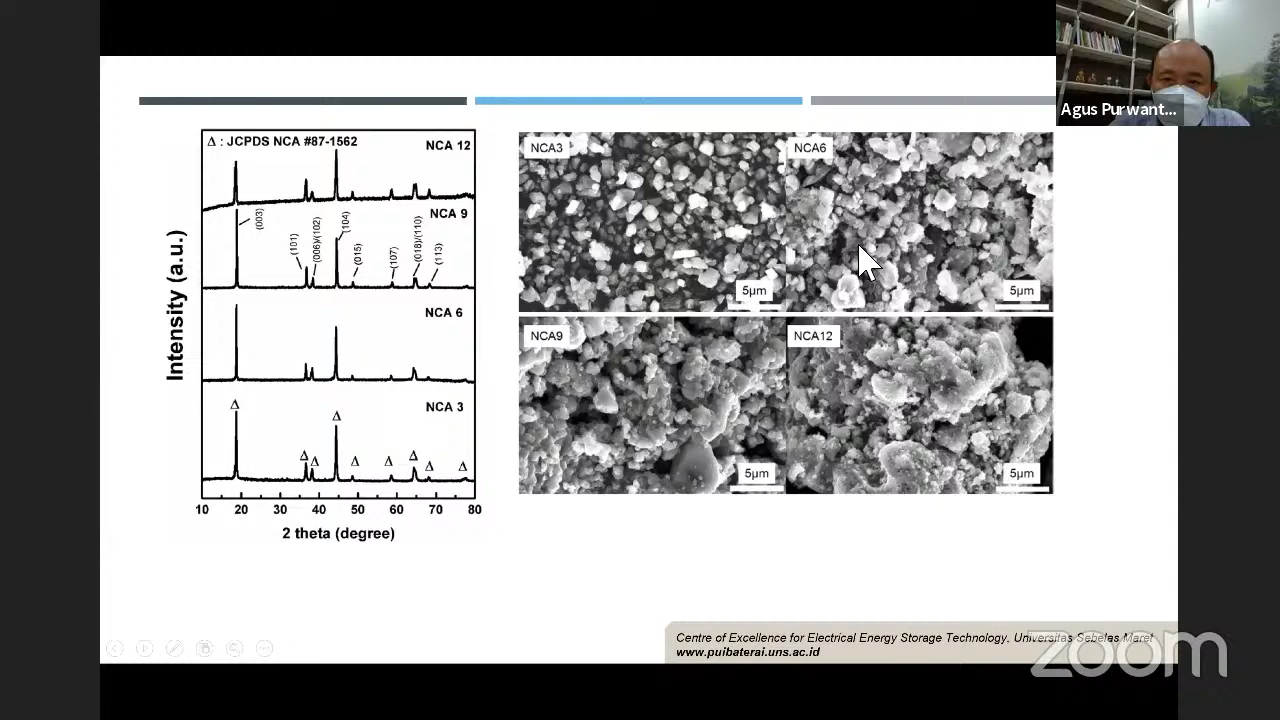 Agus Purwant...
Δ : JCPDS NCA #87-1562
NCA 12
NCA 9
(003)
(101)
(006)/(102)
(104)
(015)
(107)
(018)/(110)
(113)
NCA 6
NCA 3
Δ
Δ
Δ
Δ
Δ
Δ
Δ
Δ
Δ
Intensity (a.u.)
10 20 30 40 50 60 70 80
2 theta (degree)
NCA3
5μm
NCA6
5μm
NCA9
5μm
NCA12
5μm
Centre of Excellence for Electrical Energy Storage Technology, Universitas Sebelas Maret
www.puibaterai.uns.ac.id
zoom